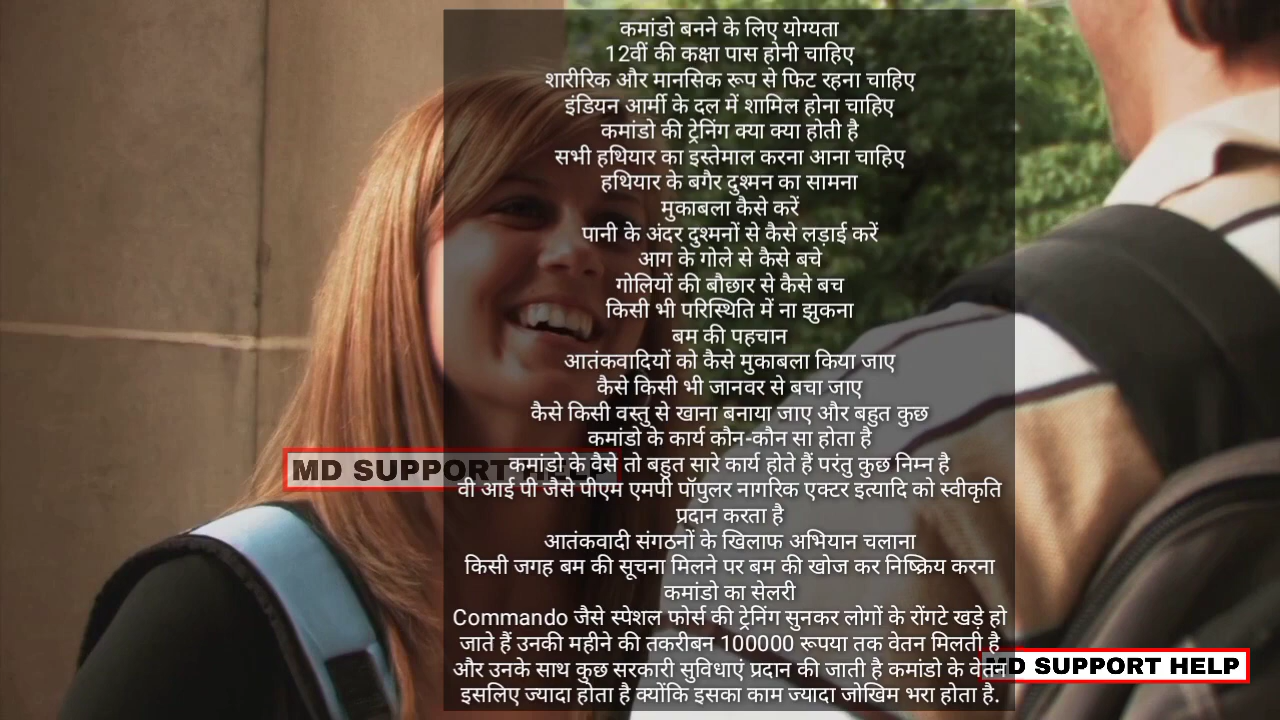 कमांडो बनने के लिए योग्यता
12वीं की कक्षा पास होनी चाहिए
शारीरिक और मानसिक रूप से फिट रहना चाहिए
इंडियन आर्मी के दल में शामिल होना चाहिए
कमांडो की ट्रेनिंग क्या क्या होती है
सभी हथियार का इस्तेमाल करना आना चाहिए
हथियार के बगैर दुश्मन का सामना
मुकाबला कैसे करें
पानी के अंदर दुश्मनों से कैसे लड़ाई करें
आग के गोले से कैसे बचे
गोलियों की बौछार से कैसे बच
किसी भी परिस्थिति में ना झुकना
बम की पहचान
आतंकवादियों को कैसे मुकाबला किया जाए
कैसे किसी भी जानवर से बचा जाए
कैसे किसी वस्तु से खाना बनाया जाए और बहुत कुछ
कमांडो के कार्य कौन-कौन सा होता है
कमांडो के वैसे तो बहुत सारे कार्य होते हैं परंतु कुछ निम्न है
वी आई पी जैसे पीएम एमपी पॉपुलर नागरिक एक्टर इत्यादि को स्वीकृति
प्रदान करता है
आतंकवादी संगठनों के खिलाफ अभियान चलाना
किसी जगह बम की सूचना मिलने पर बम की खोज कर निष्क्रिय करना
कमांडो का सेलरी
Commando जैसे स्पेशल फोर्स की ट्रेनिंग सुनकर लोगों के रोंगटे खड़े हो
जाते हैं उनकी महीने की तकरीबन 100000 रूपया तक वेतन मिलती है
और उनके साथ कुछ सरकारी सुविधाएं प्रदान की जाती है कमांडो के वेतन
इसलिए ज्यादा होता है क्योंकि इसका काम ज्यादा जोखिम भरा होता है.
MD SUPPORT HELP
MD SUPPORT HELP